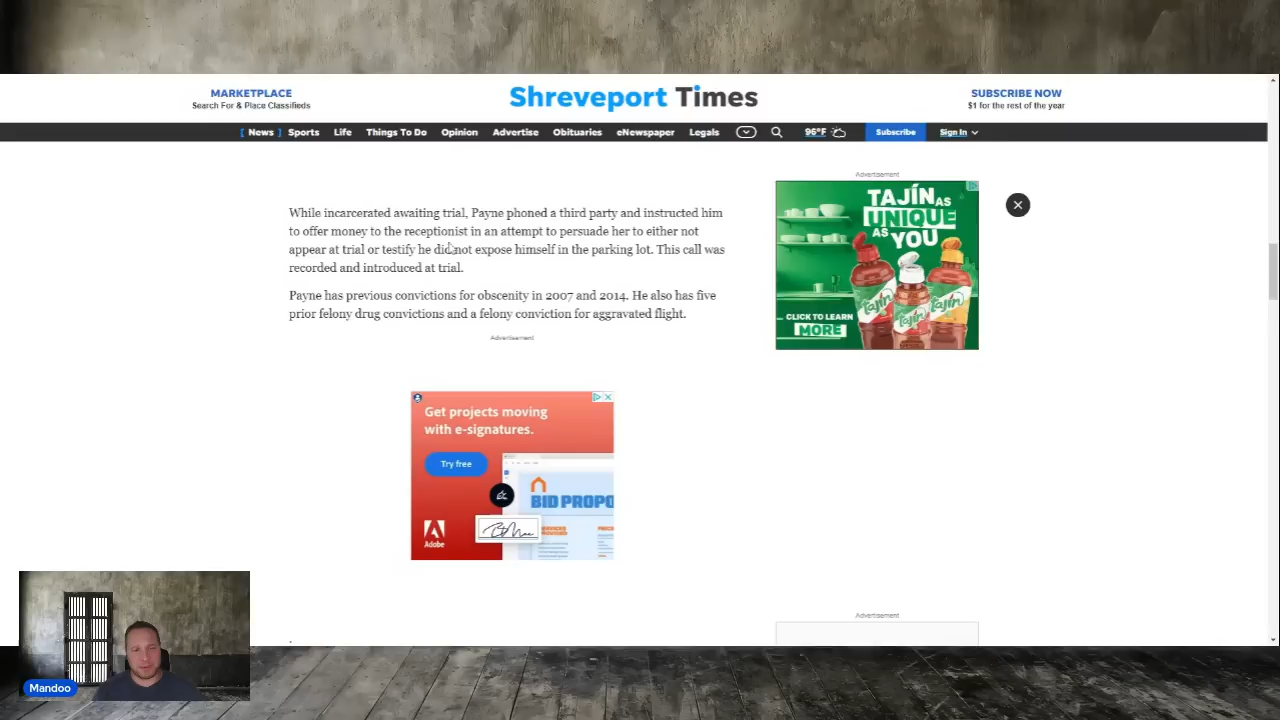 MARKETPLACE
Search For & Place Classifieds
Shreveport Times
SUBSCRIBE NOW
$1 for the rest of the year
[ News ] Sports Life Things To Do Opinion Advertise Obituaries eNewspaper Legals 96°F Subscribe Sign In
Advertisement
While incarcerated awaiting trial, Payne phoned a third party and instructed him
to offer money to the receptionist in an attempt to persuade her to either not
appear at trial or testify he did not expose himself in the parking lot. This call was
recorded and introduced at trial.
Payne has previous convictions for obscenity in 2007 and 2014. He also has five
prior felony drug convictions and a felony conviction for aggravated flight.
Advertisement
TAJÍN AS
UNIQUE
AS YOU
CLICK TO LEARN
MORE
Tajín
Tajín
Tajín
Get projects moving
with e-signatures.
Try free
BID PROPO
Adobe
Advertisement
Mandoo